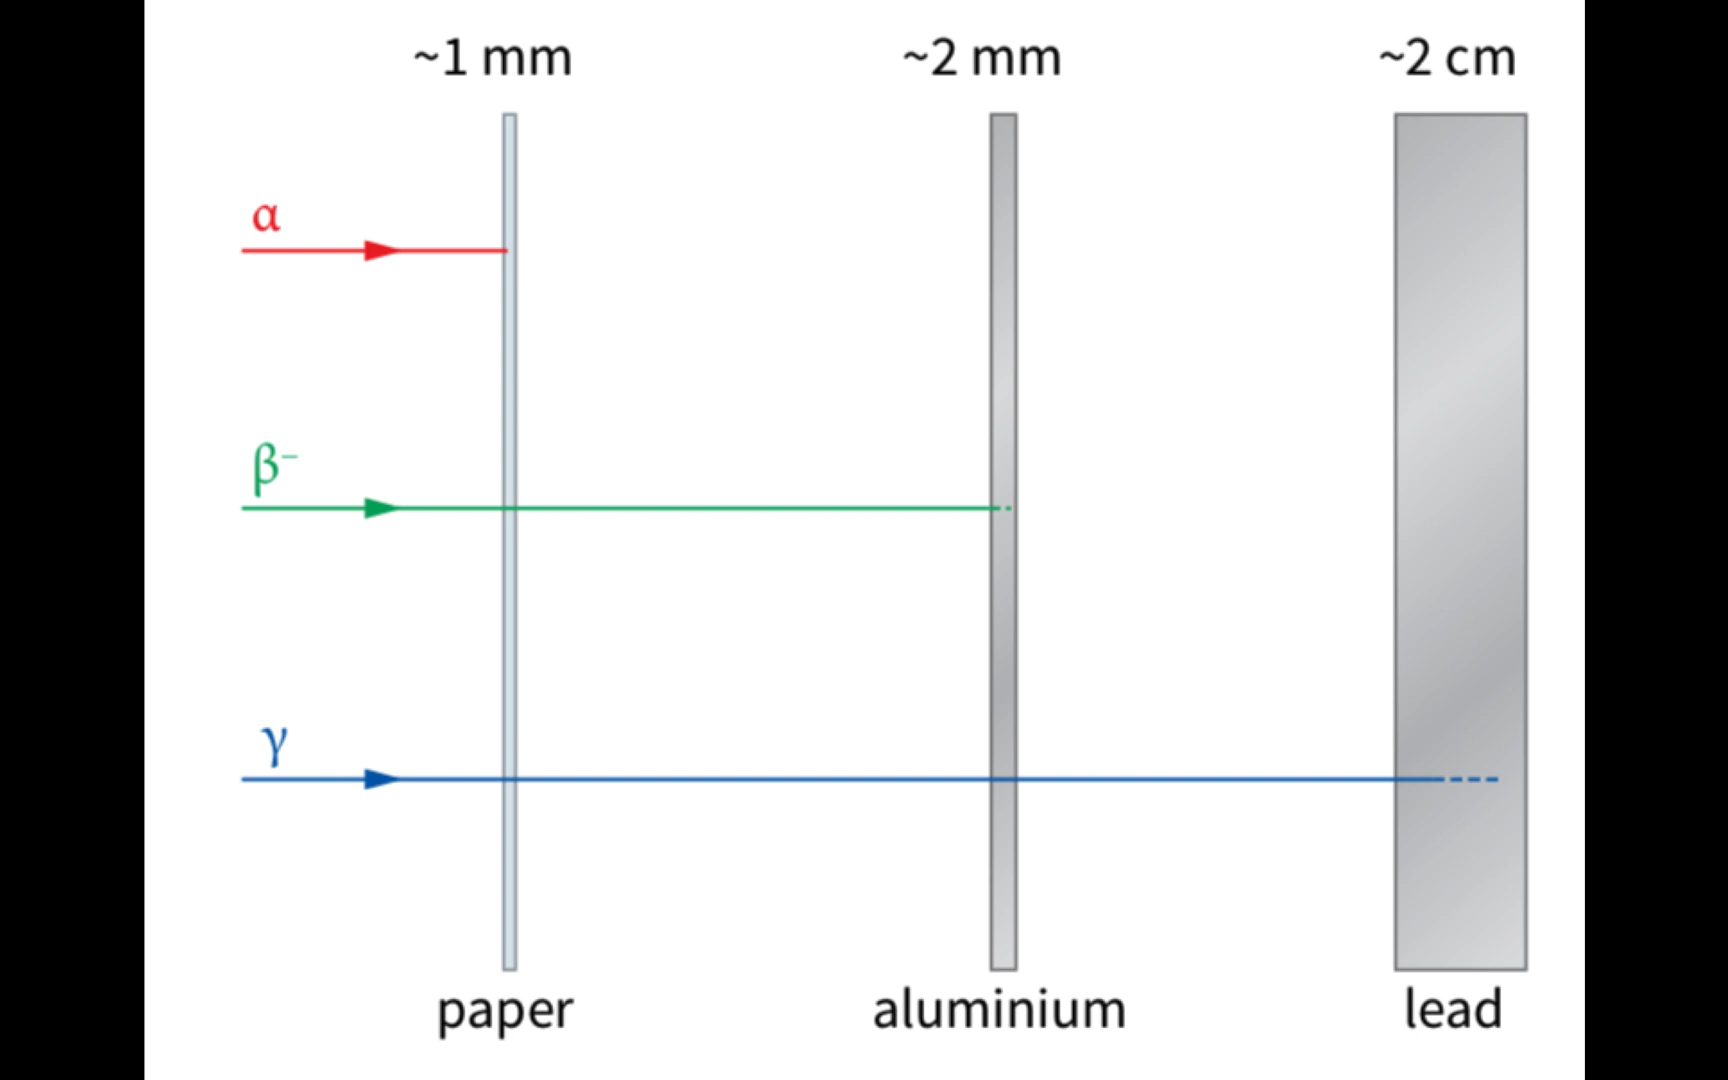 ~1 mm ~2 mm ~2 cm
α
β⁻
γ
paper aluminium lead